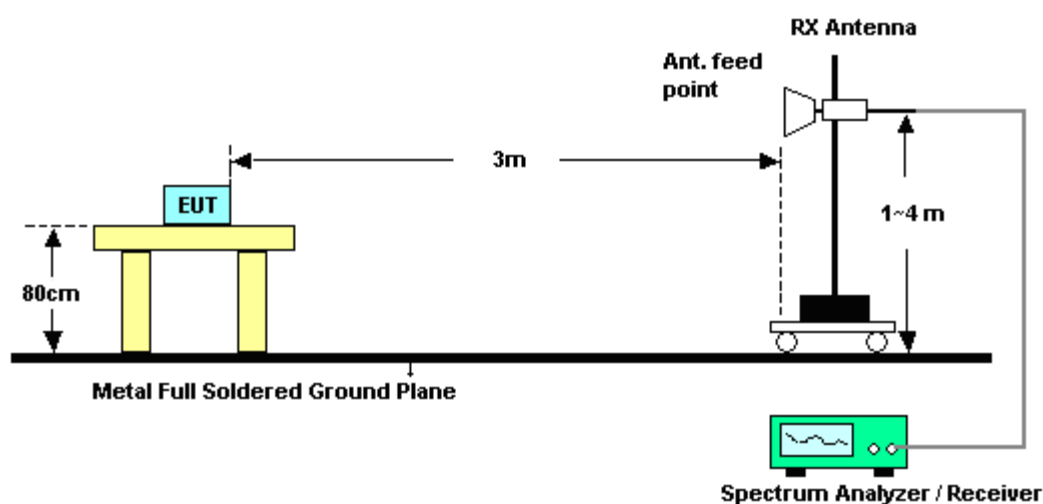 RX Antenna
Ant. feed
point
3m
EUT
1~4 m
80cm
Metal Full Soldered Ground Plane
Spectrum Analyzer / Receiver